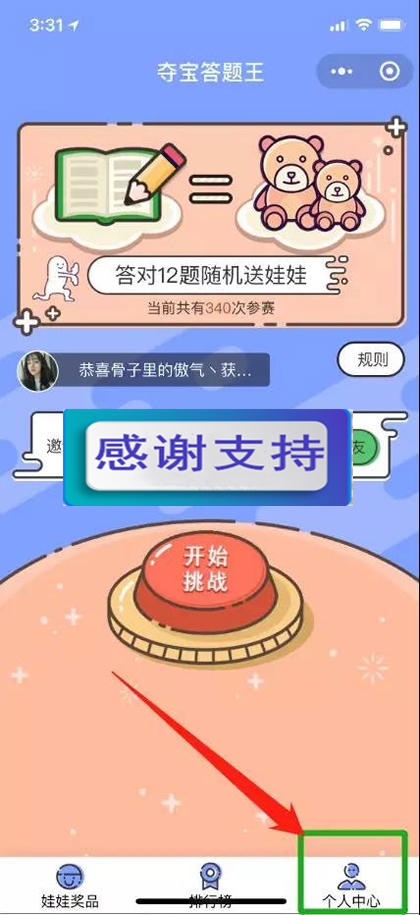 3:31
夺宝答题王
答对12题随机送娃娃
当前共有340次参赛
恭喜骨子里的傲气丶获...
规则
邀
感谢支持
友
开始
挑战
娃娃奖品
排行榜
个人中心